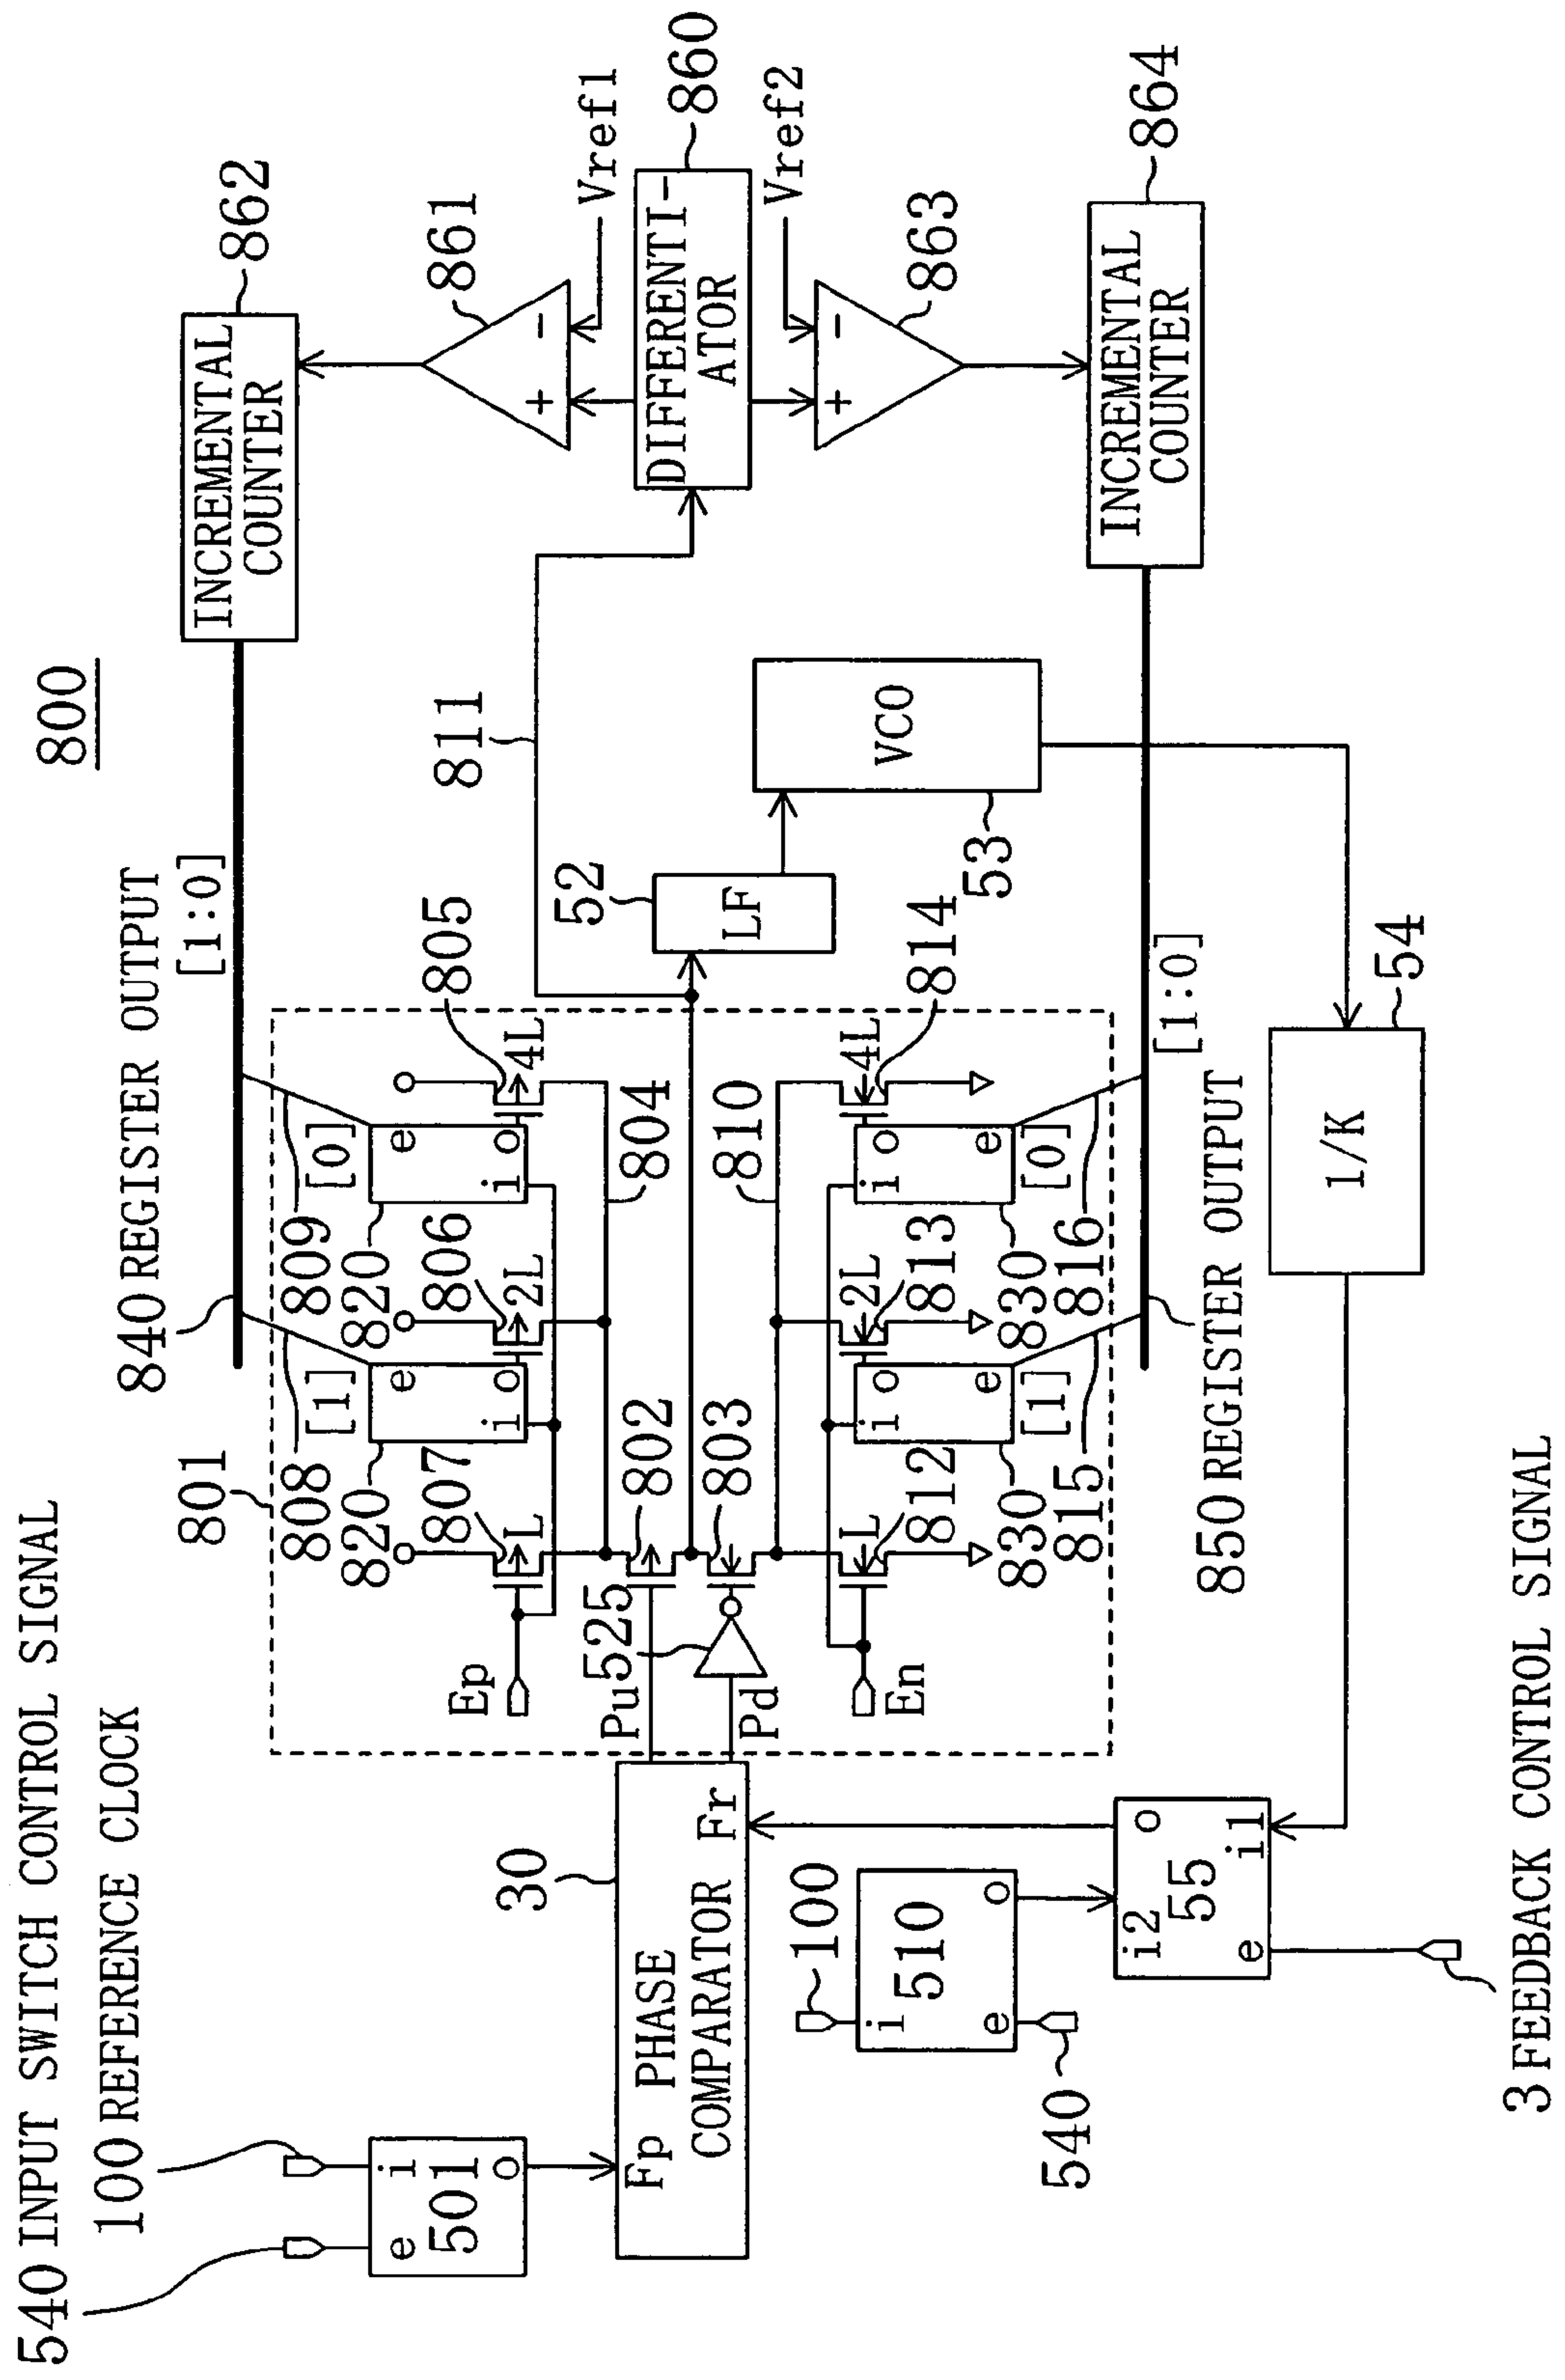 800
540 INPUT SWITCH CONTROL SIGNAL
100 REFERENCE CLOCK
840 REGISTER OUTPUT
[1:0]
862
INCREMENTAL
COUNTER
861
+
-
Vref1
860
DIFFERENTI-
ATOR
Vref2
+
-
863
864
INCREMENTAL
COUNTER
811
801
808
809
[1]
[0]
820
820
e
o
i
e
o
i
807
806
805
1L
2L
4L
804
802
803
810
Ep
Pu
525
Pd
En
1L
2L
4L
812
813
814
i
o
e
i
o
e
830
830
[1]
[0]
815
816
52
LF
VCO
53
[1:0]
850 REGISTER OUTPUT
54
1/K
e
i
501
o
30
Fp
PHASE
COMPARATOR
Fr
100
i
510
o
e
540
i2
o
55
e
i1
3 FEEDBACK CONTROL SIGNAL